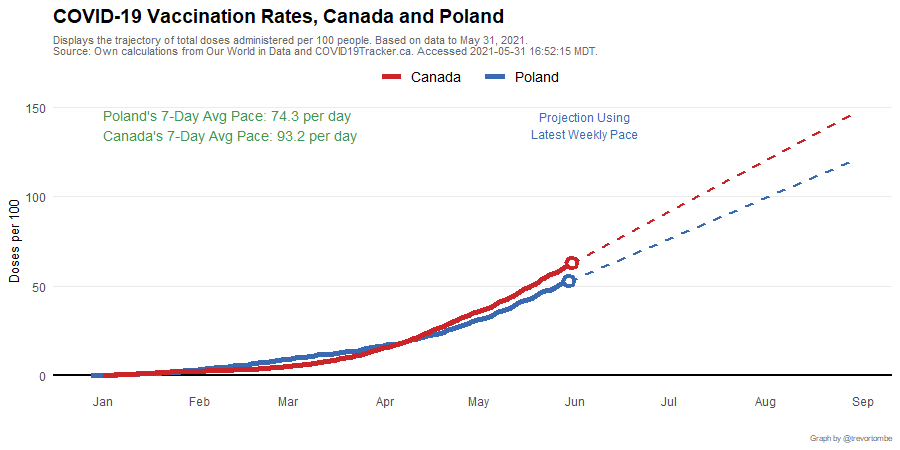 COVID-19 Vaccination Rates, Canada and Poland
Displays the trajectory of total doses administered per 100 people. Based on data to May 31, 2021.
Source: Own calculations from Our World in Data and COVID19Tracker.ca. Accessed 2021-05-31 16:52:15 MDT.
Canada Poland
Poland's 7-Day Avg Pace: 74.3 per day
Canada's 7-Day Avg Pace: 93.2 per day
Projection Using
Latest Weekly Pace
Doses per 100
150
100
50
0
Jan Feb Mar Apr May Jun Jul Aug Sep
Graph by @trevortombe